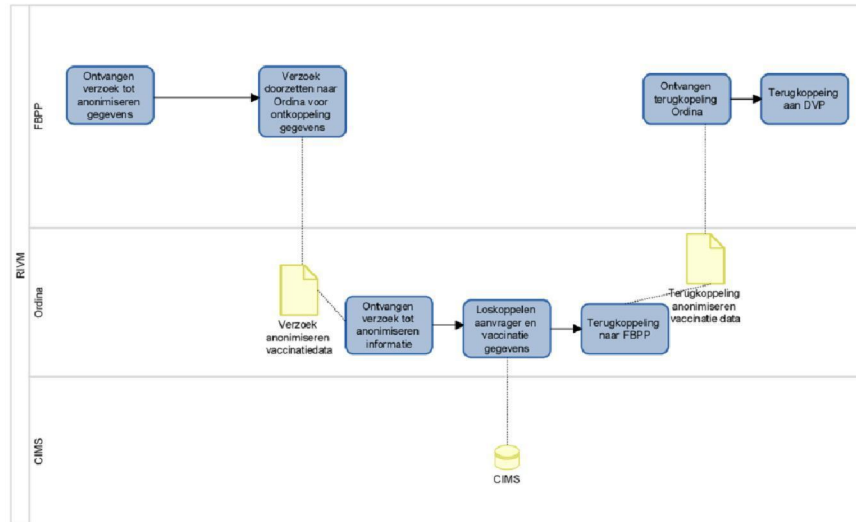 RIVM
FBPP
Ontvangen
verzoek tot
anonimiseren
gegevens
Verzoek
doorzetten naar
Ordina voor
ontkoppeling
gegevens
Ontvangen
terugkopeling
Ordina
Terugkoppeing
aan DVP
Ordina
Verzoek
anonimiseren
vaccinatiedata
Ontvangen
verzoek tot
anonimiseren
informatie
Loskoppelen
aanvrager en
vaccinatie
gegevens
Terugkoppeling
naar FBPP
Terugkoppeling
anonimiseren
vaccinatie data
CIMS
CIMS